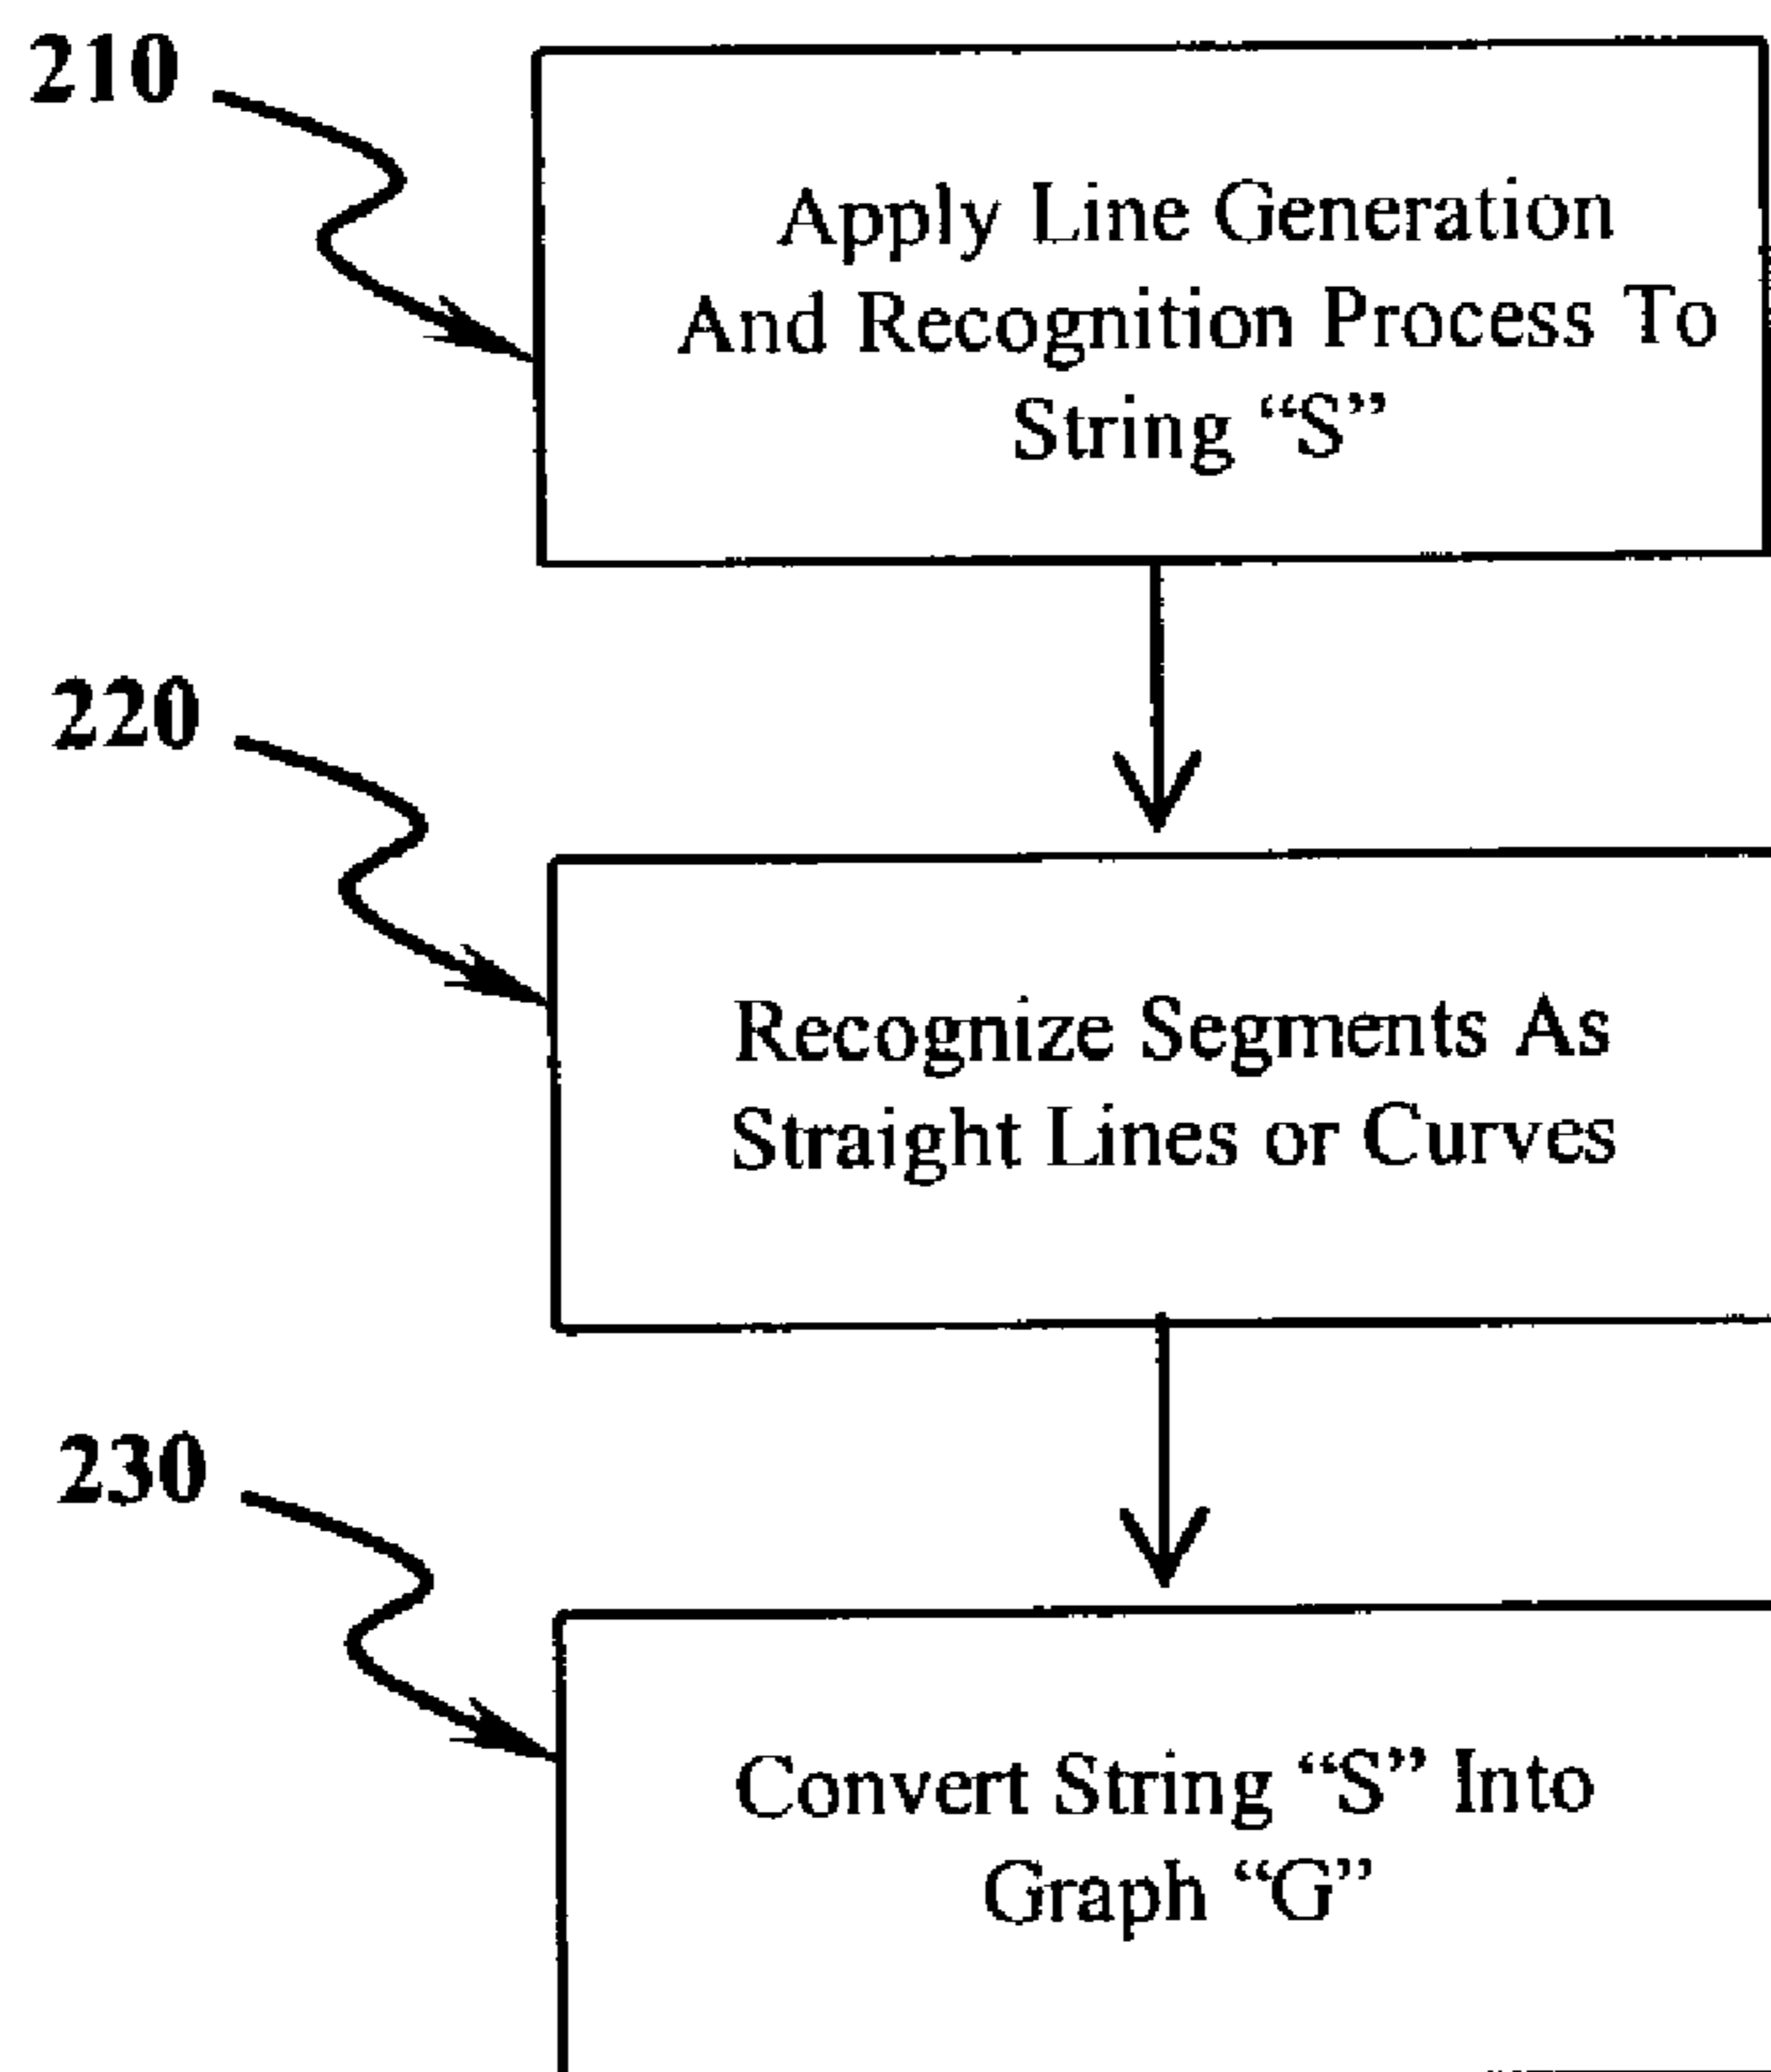 210
Apply Line Generation
And Recognition Process To
String “S”
220
Recognize Segments As
Straight Lines or Curves
230
Convert String “S” Into
Graph “G”